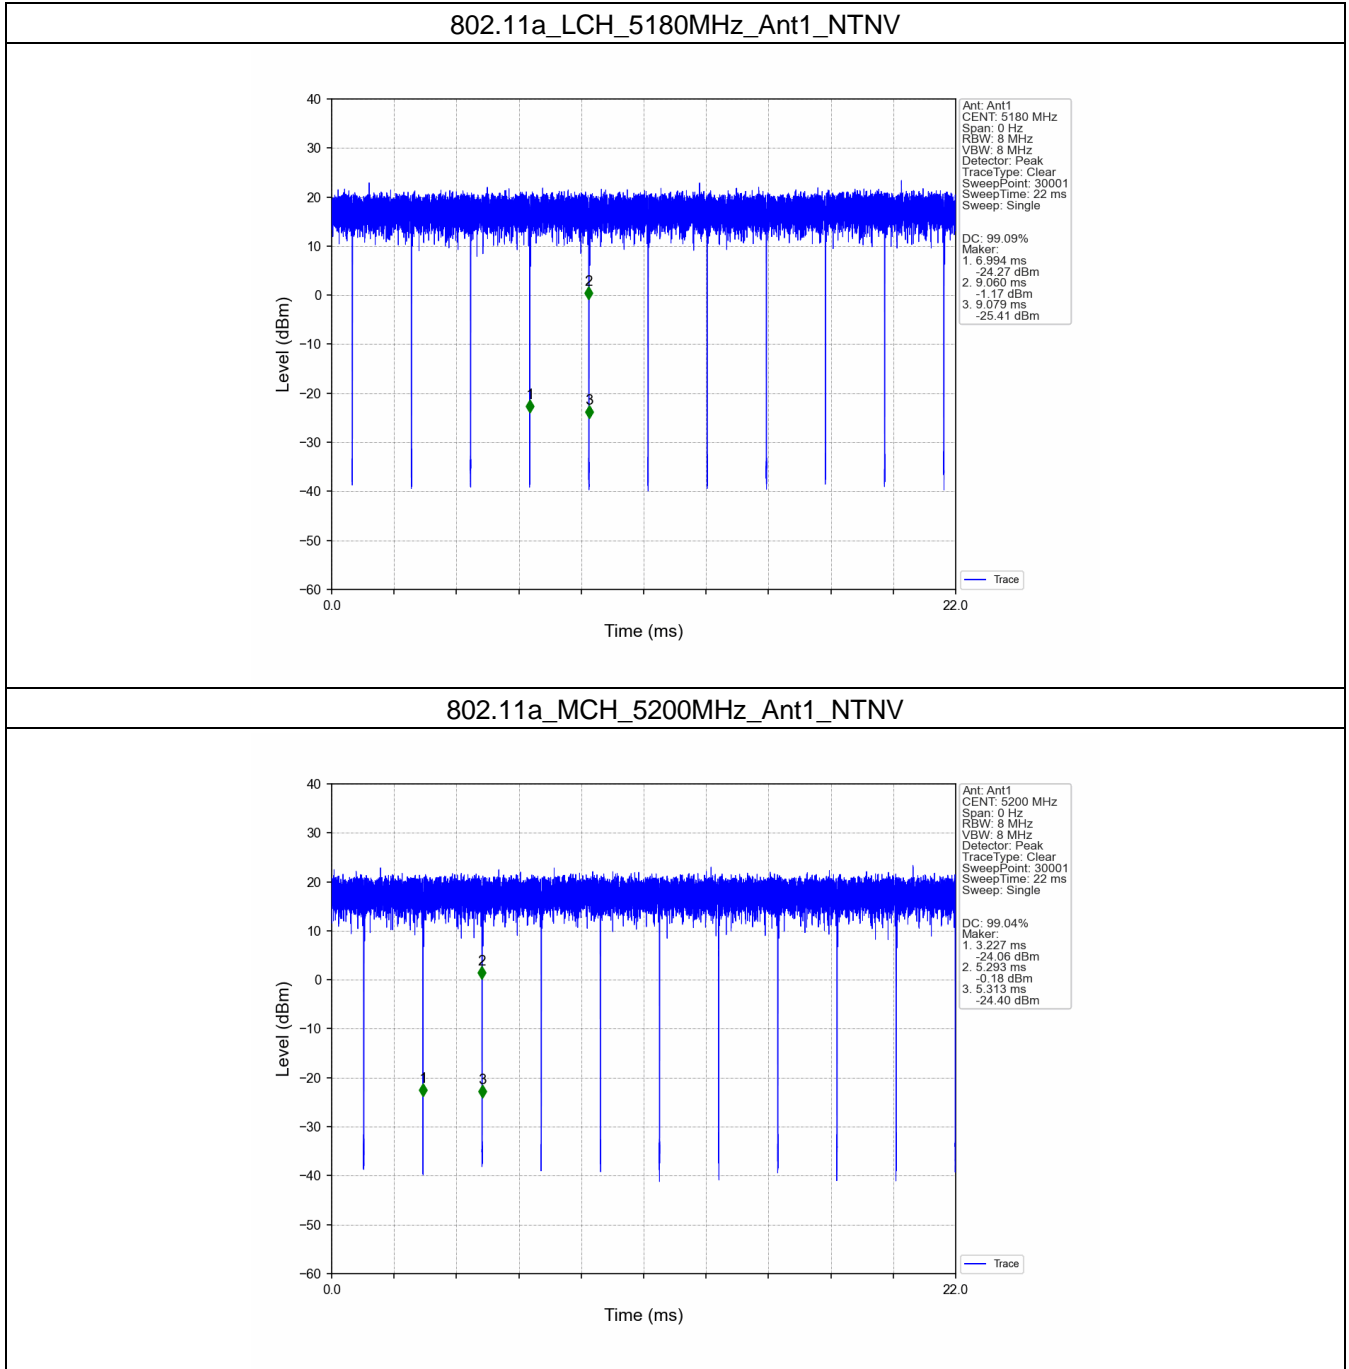 802.11a_LCH_5180MHz_Ant1_NTNV
40
30
20
10
0
−10
−20
−30
−40
−50
−60
Level (dBm)
0.0
22.0
Time (ms)
1
2
3
Ant: Ant1
CENT: 5180 MHz
Span: 0 Hz
RBW: 8 MHz
VBW: 8 MHz
Detector: Peak
TraceType: Clear
SweepPoint: 30001
SweepTime: 22 ms
Sweep: Single
DC: 99.09%
Maker:
1. 6.994 ms
-24.27 dBm
2. 9.060 ms
-1.17 dBm
3. 9.079 ms
-25.41 dBm
Trace
802.11a_MCH_5200MHz_Ant1_NTNV
40
30
20
10
0
−10
−20
−30
−40
−50
−60
Level (dBm)
0.0
22.0
Time (ms)
1
2
3
Ant: Ant1
CENT: 5200 MHz
Span: 0 Hz
RBW: 8 MHz
VBW: 8 MHz
Detector: Peak
TraceType: Clear
SweepPoint: 30001
SweepTime: 22 ms
Sweep: Single
DC: 99.04%
Maker:
1. 3.227 ms
-24.06 dBm
2. 5.293 ms
-0.18 dBm
3. 5.313 ms
-24.40 dBm
Trace